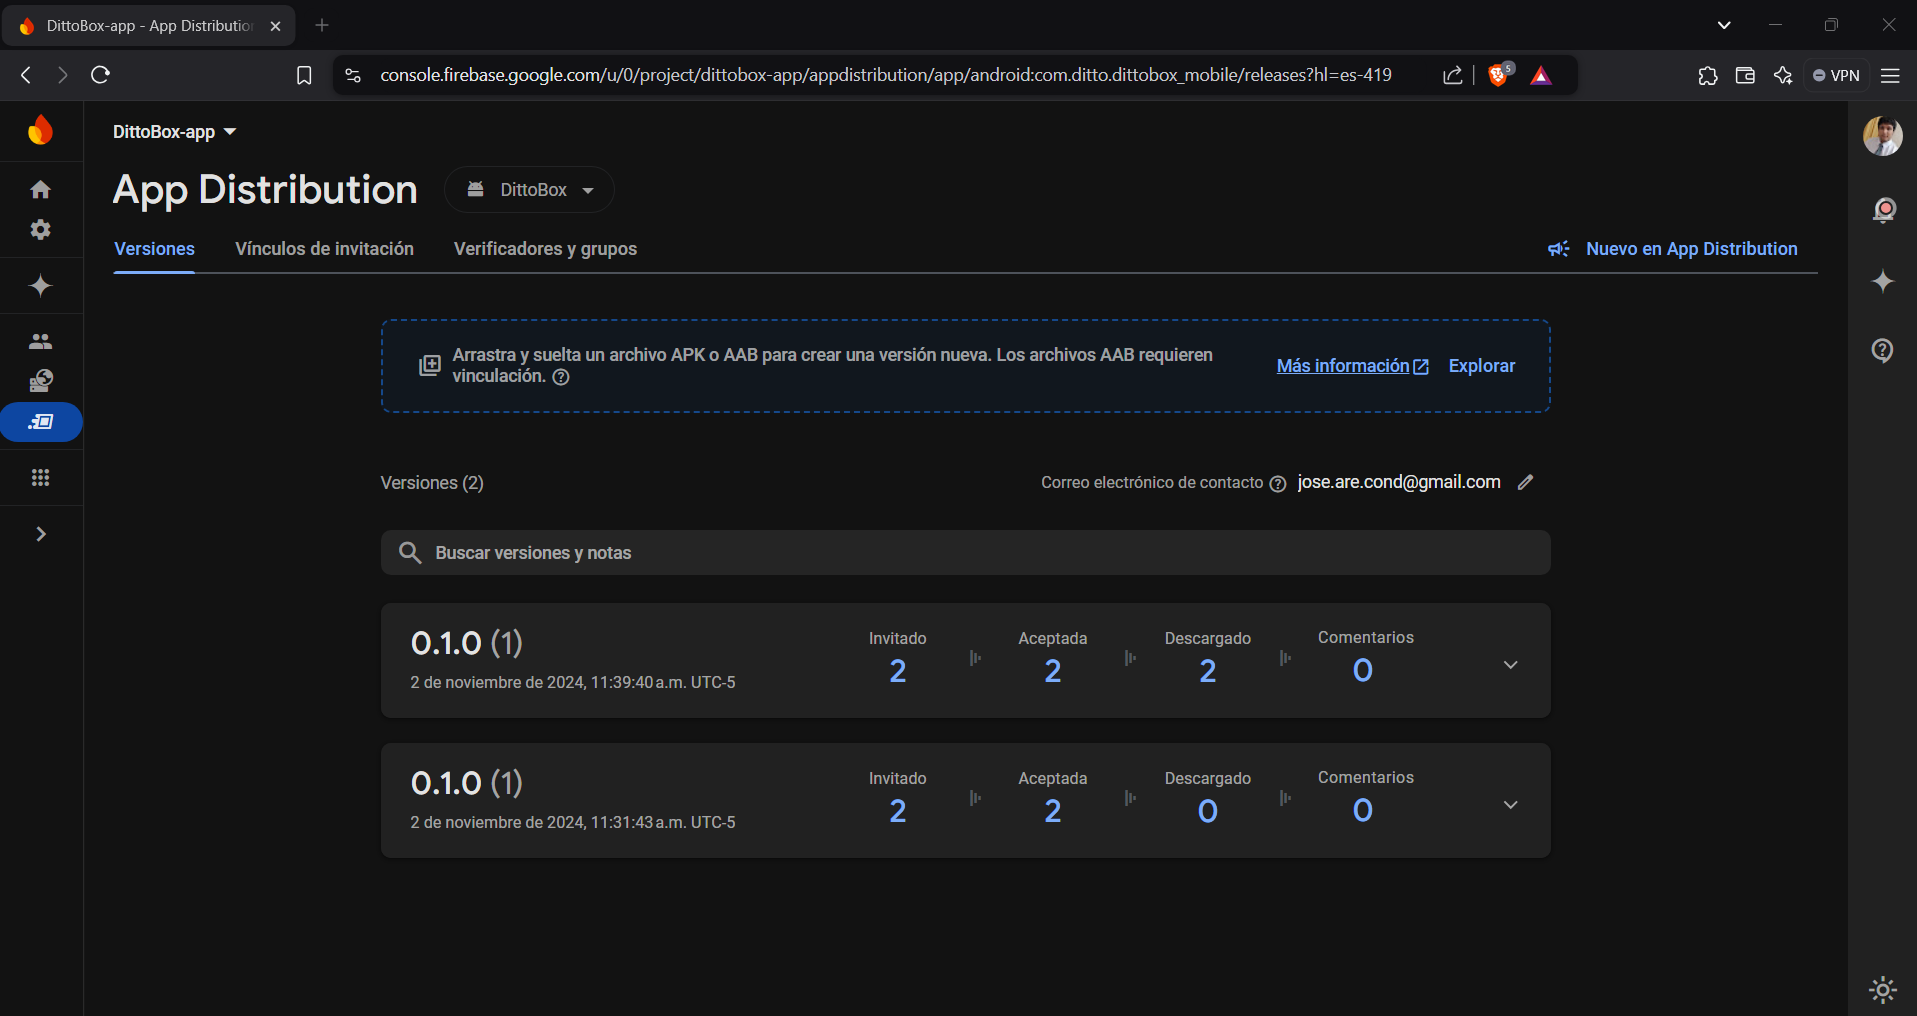 DittoBox-app - App Distributio
console.firebase.google.com/u/0/project/dittobox-app/appdistribution/app/android:com.ditto.dittobox_mobile/releases?hl=es-419
5
VPN
DittoBox-app
App Distribution
DittoBox
Versiones
Vínculos de invitación
Verificadores y grupos
Nuevo en App Distribution
Arrastra y suelta un archivo APK o AAB para crear una versión nueva. Los archivos AAB requieren
vinculación.
Más información
Explorar
Versiones (2)
Correo electrónico de contacto
jose.are.cond@gmail.com
Buscar versiones y notas
0.1.0 (1)
2 de noviembre de 2024, 11:39:40 a.m. UTC-5
Invitado
2
Aceptada
2
Descargado
2
Comentarios
0
0.1.0 (1)
2 de noviembre de 2024, 11:31:43 a.m. UTC-5
Invitado
2
Aceptada
2
Descargado
0
Comentarios
0